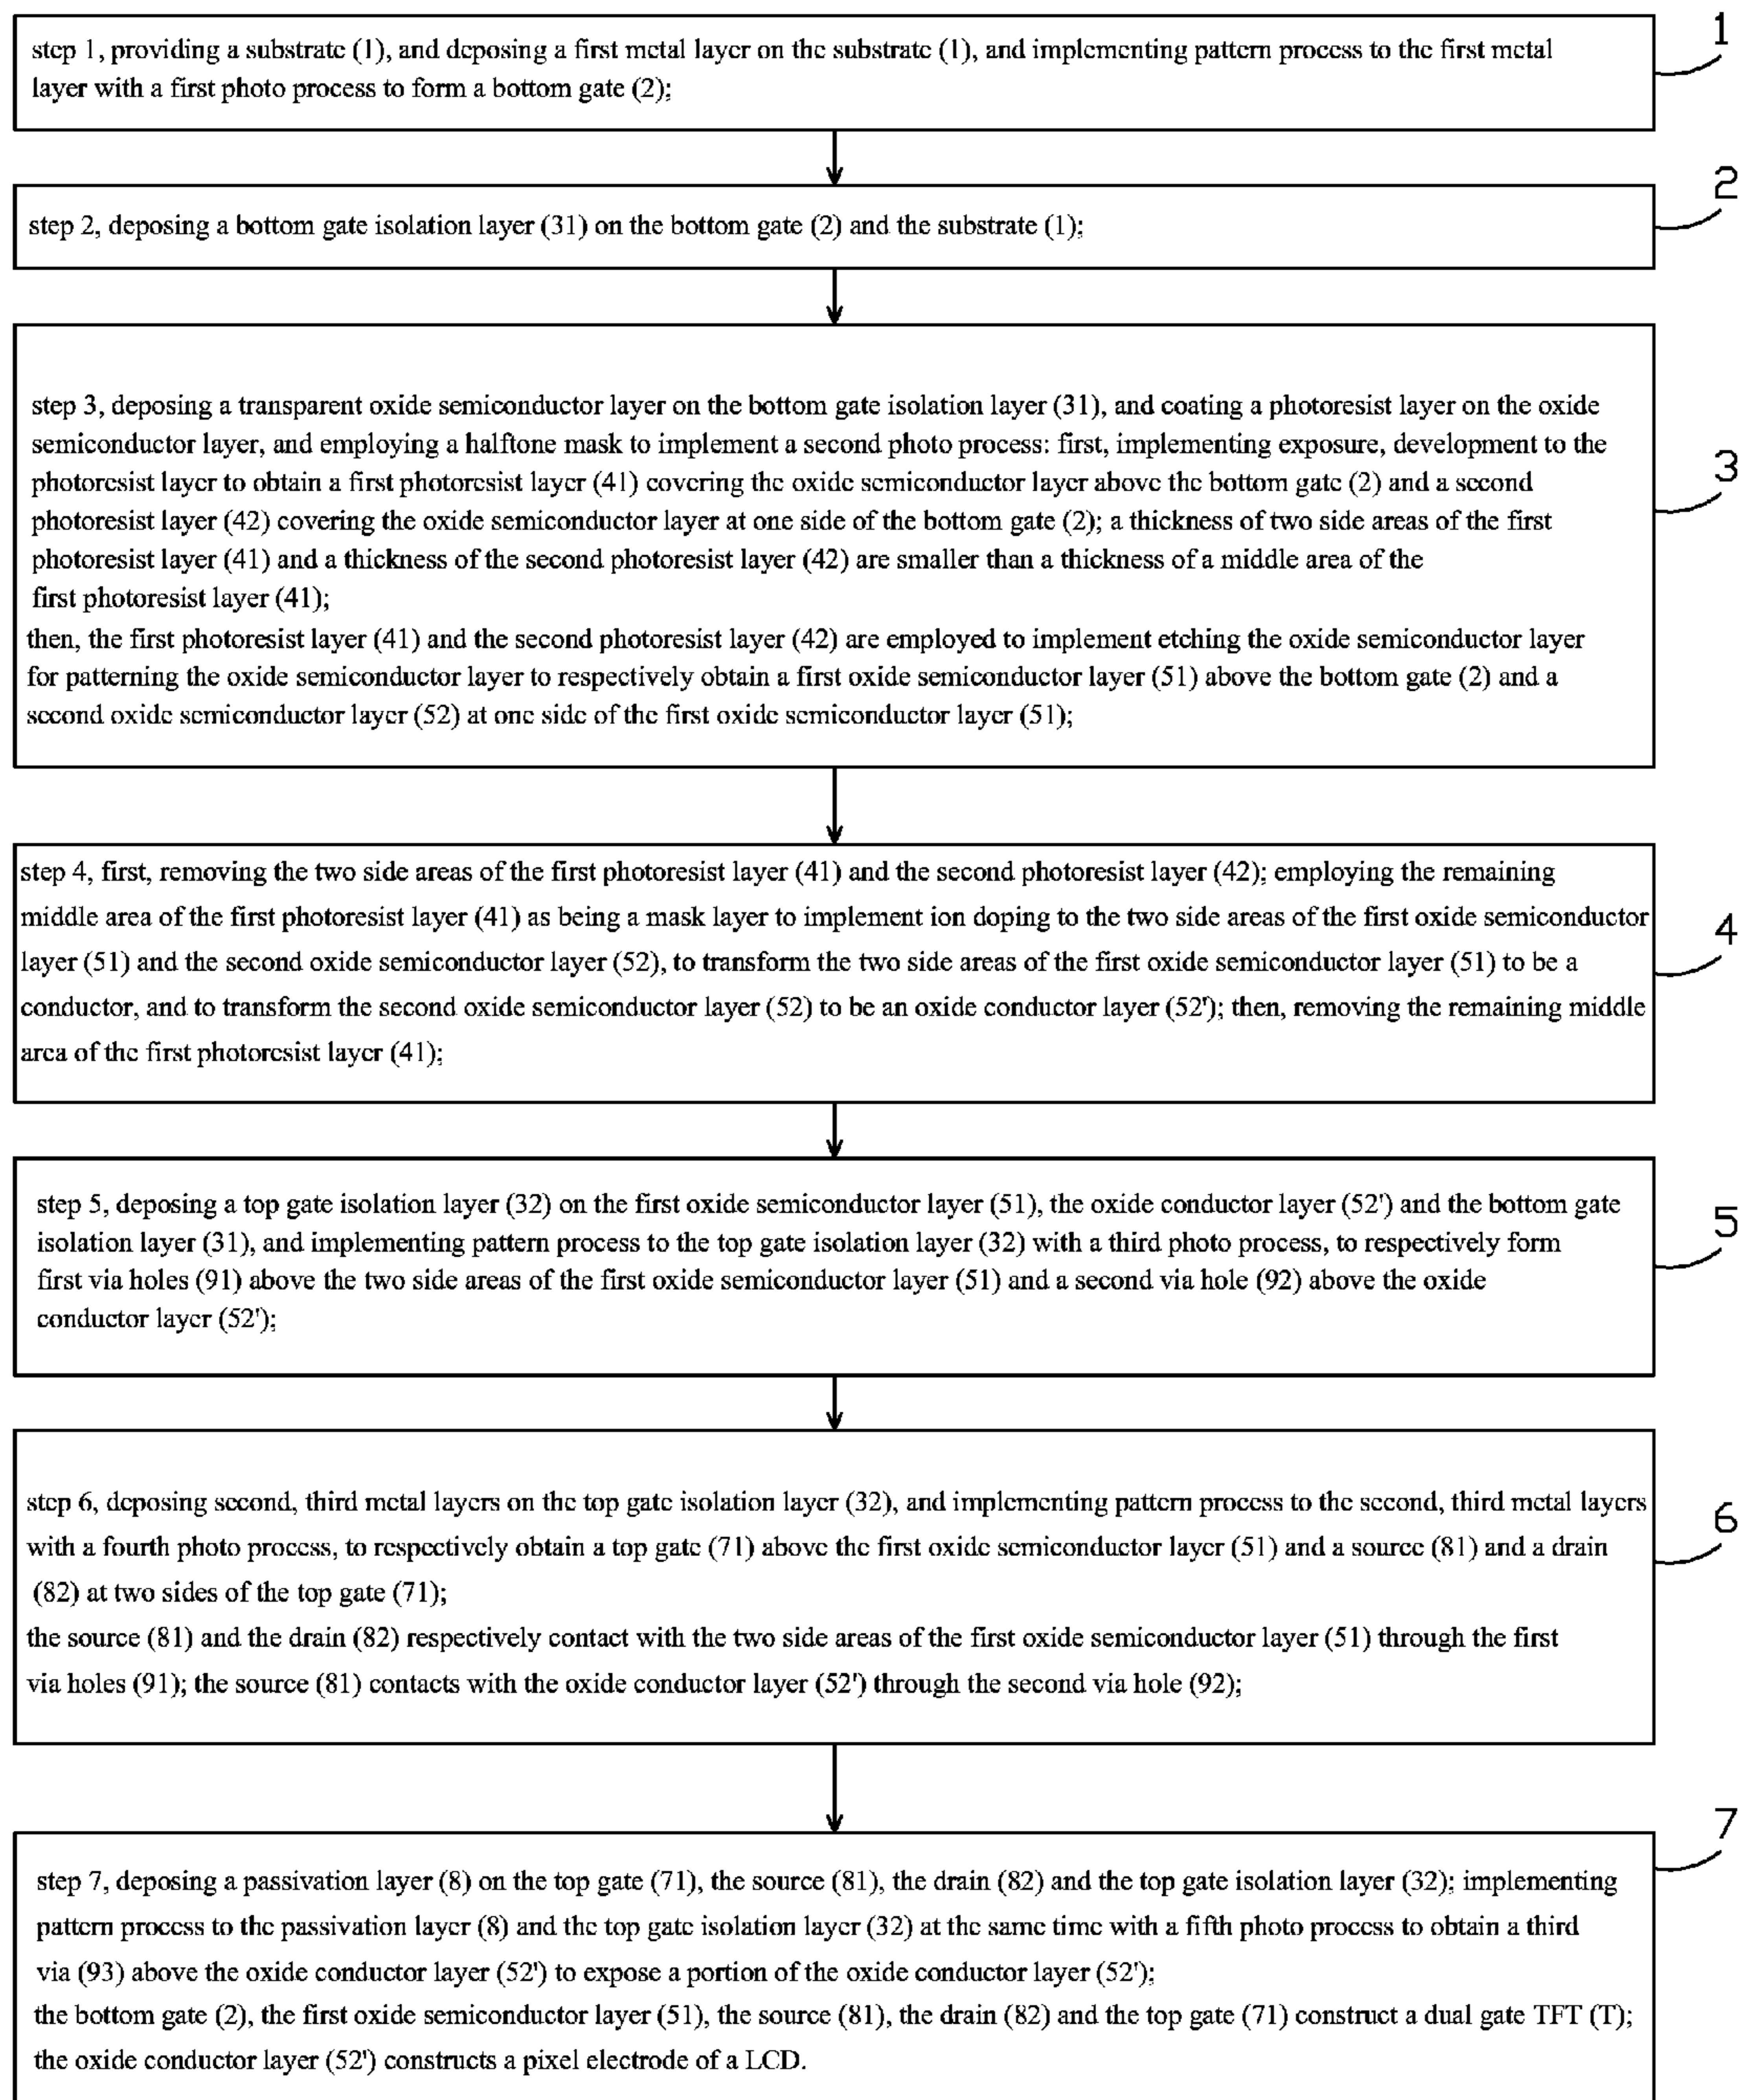 step 1, providing a substrate (1), and deposing a first metal layer on the substrate (1), and implementing pattern process to the first metal
layer with a first photo process to form a bottom gate (2);
1
step 2, deposing a bottom gate isolation layer (31) on the bottom gate (2) and the substrate (1);
2
step 3, deposing a transparent oxide semiconductor layer on the bottom gate isolation layer (31), and coating a photoresist layer on the oxide
semiconductor layer, and employing a halftone mask to implement a second photo process: first, implementing exposure, development to the
photoresist layer to obtain a first photoresist layer (41) covering the oxide semiconductor layer above the bottom gate (2) and a second
photoresist layer (42) covering the oxide semiconductor layer at one side of the bottom gate (2); a thickness of two side areas of the first
photoresist layer (41) and a thickness of the second photoresist layer (42) are smaller than a thickness of a middle area of the
first photoresist layer (41);
then, the first photoresist layer (41) and the second photoresist layer (42) are employed to implement etching the oxide semiconductor layer
for patterning the oxide semiconductor layer to respectively obtain a first oxide semiconductor layer (51) above the bottom gate (2) and a
second oxide semiconductor layer (52) at one side of the first oxide semiconductor layer (51);
3
step 4, first, removing the two side areas of the first photoresist layer (41) and the second photoresist layer (42); employing the remaining
middle area of the first photoresist layer (41) as being a mask layer to implement ion doping to the two side areas of the first oxide semiconductor
layer (51) and the second oxide semiconductor layer (52), to transform the two side areas of the first oxide semiconductor layer (51) to be a
conductor, and to transform the second oxide semiconductor layer (52) to be an oxide conductor layer (52'); then, removing the remaining middle
area of the first photoresist layer (41);
4
step 5, deposing a top gate isolation layer (32) on the first oxide semiconductor layer (51), the oxide conductor layer (52') and the bottom gate
isolation layer (31), and implementing pattern process to the top gate isolation layer (32) with a third photo process, to respectively form
first via holes (91) above the two side areas of the first oxide semiconductor layer (51) and a second via hole (92) above the oxide
conductor layer (52');
5
step 6, deposing second, third metal layers on the top gate isolation layer (32), and implementing pattern process to the second, third metal layers
with a fourth photo process, to respectively obtain a top gate (71) above the first oxide semiconductor layer (51) and a source (81) and a drain
(82) at two sides of the top gate (71);
the source (81) and the drain (82) respectively contact with the two side areas of the first oxide semiconductor layer (51) through the first
via holes (91); the source (81) contacts with the oxide conductor layer (52') through the second via hole (92);
6
step 7, deposing a passivation layer (8) on the top gate (71), the source (81), the drain (82) and the top gate isolation layer (32); implementing
pattern process to the passivation layer (8) and the top gate isolation layer (32) at the same time with a fifth photo process to obtain a third
via (93) above the oxide conductor layer (52') to expose a portion of the oxide conductor layer (52');
the bottom gate (2), the first oxide semiconductor layer (51), the source (81), the drain (82) and the top gate (71) construct a dual gate TFT (T);
the oxide conductor layer (52') constructs a pixel electrode of a LCD.
7